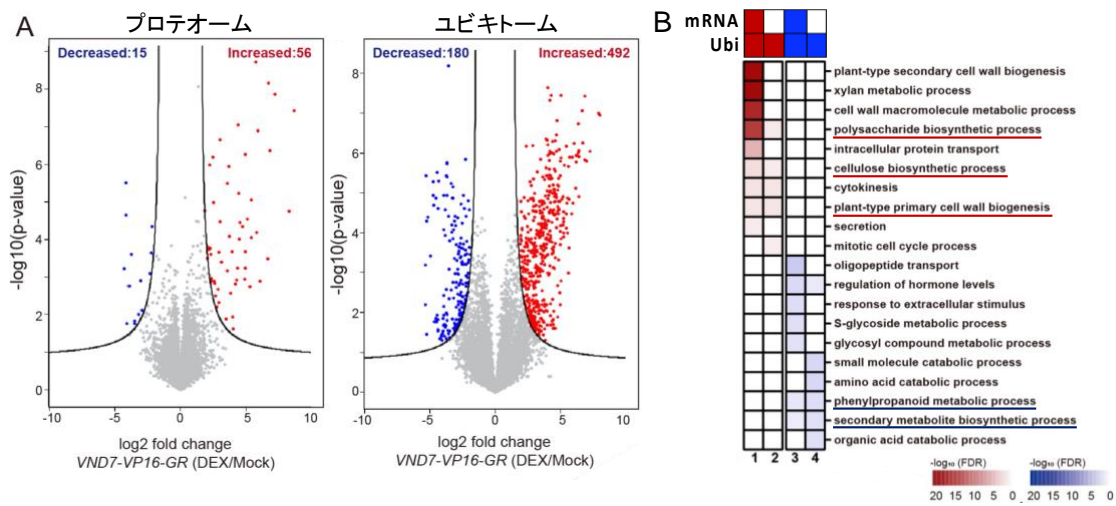 A
プロテオーム
Decreased:15
Increased:56
-log10(p-value)
8
6
4
2
0
-10
-5
0
5
10
log2 fold change
VND7-VP16-GR (DEX/Mock)
ユビキトーム
Decreased:180
Increased:492
-log10(p-value)
8
6
4
2
0
-10
-5
0
5
10
log2 fold change
VND7-VP16-GR (DEX/Mock)
B
mRNA
Ubi
plant-type secondary cell wall biogenesis
xylan metabolic process
cell wall macromolecule metabolic process
polysaccharide biosynthetic process
intracellular protein transport
cellulose biosynthetic process
cytokinesis
plant-type primary cell wall biogenesis
secretion
mitotic cell cycle process
oligopeptide transport
regulation of hormone levels
response to extracellular stimulus
S-glycoside metabolic process
glycosyl compound metabolic process
small molecule catabolic process
amino acid catabolic process
phenylpropanoid metabolic process
secondary metabolite biosynthetic process
organic acid catabolic process
1 2 3 4
-log₁₀ (FDR)
20 15 10 5 0
-log₁₀ (FDR)
20 15 10 5 0